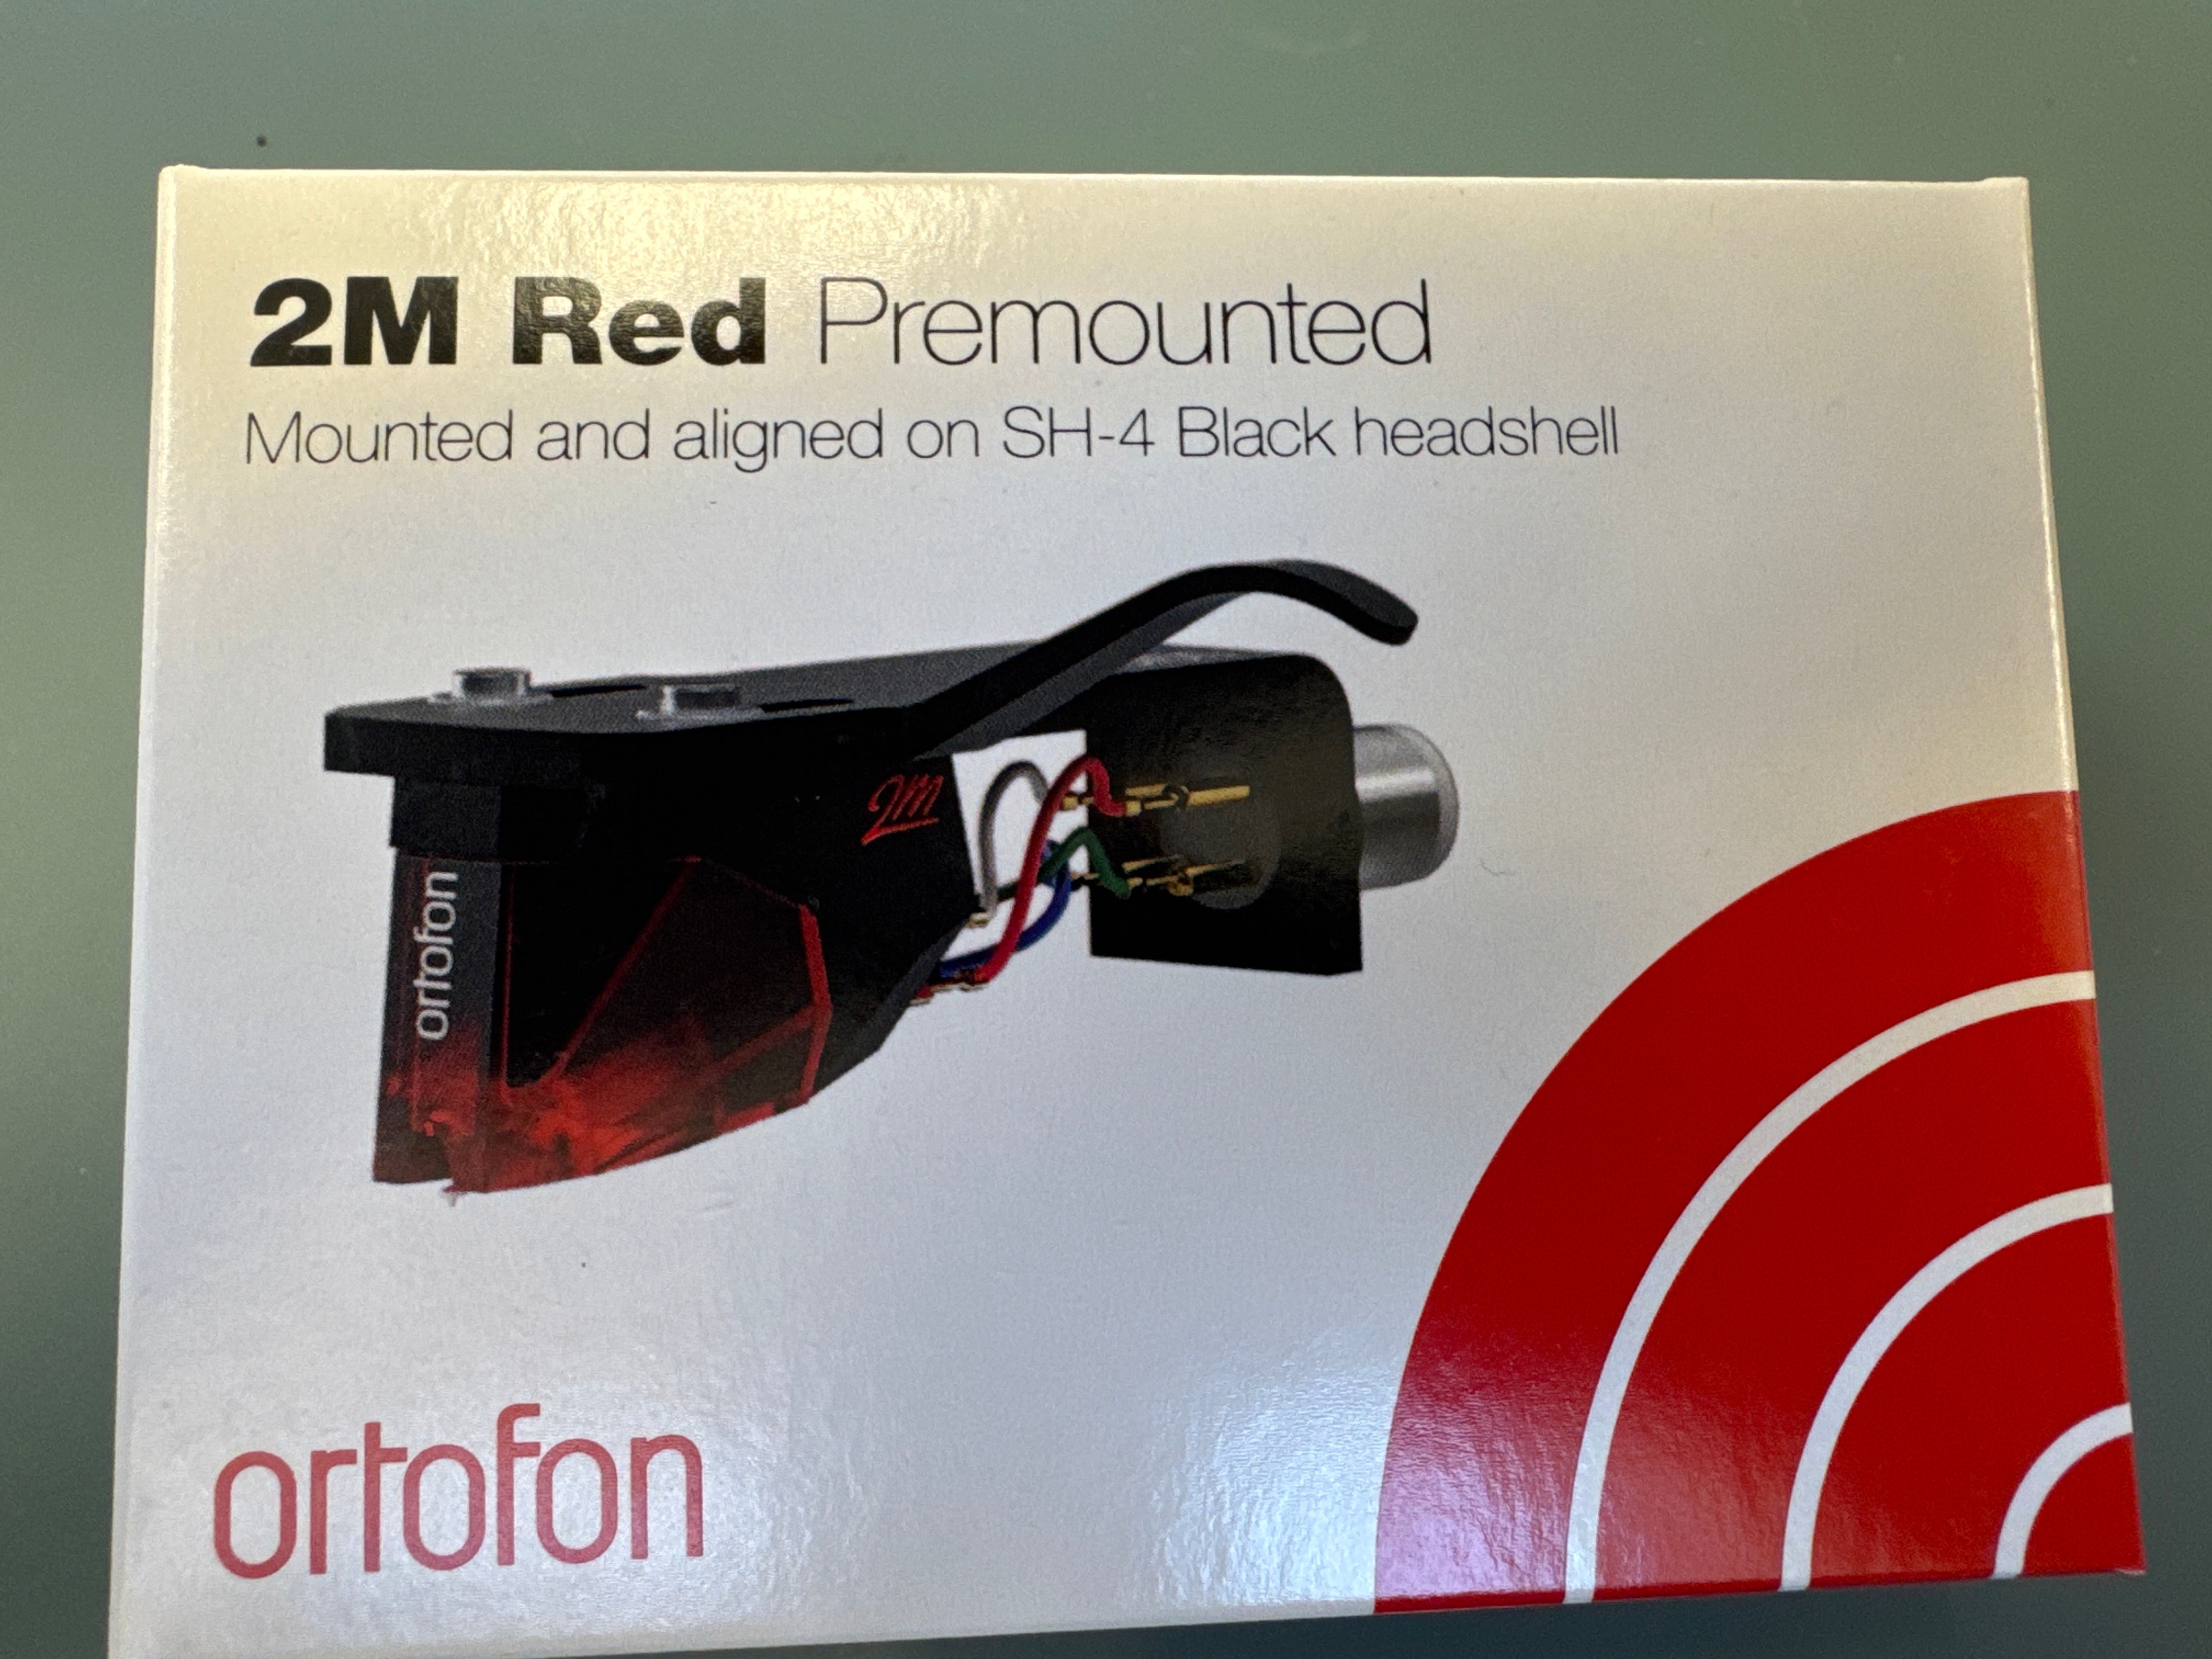 2M Red Premounted
Mounted and aligned on SH-4 Black headshell
2M
ortofon
ortofon